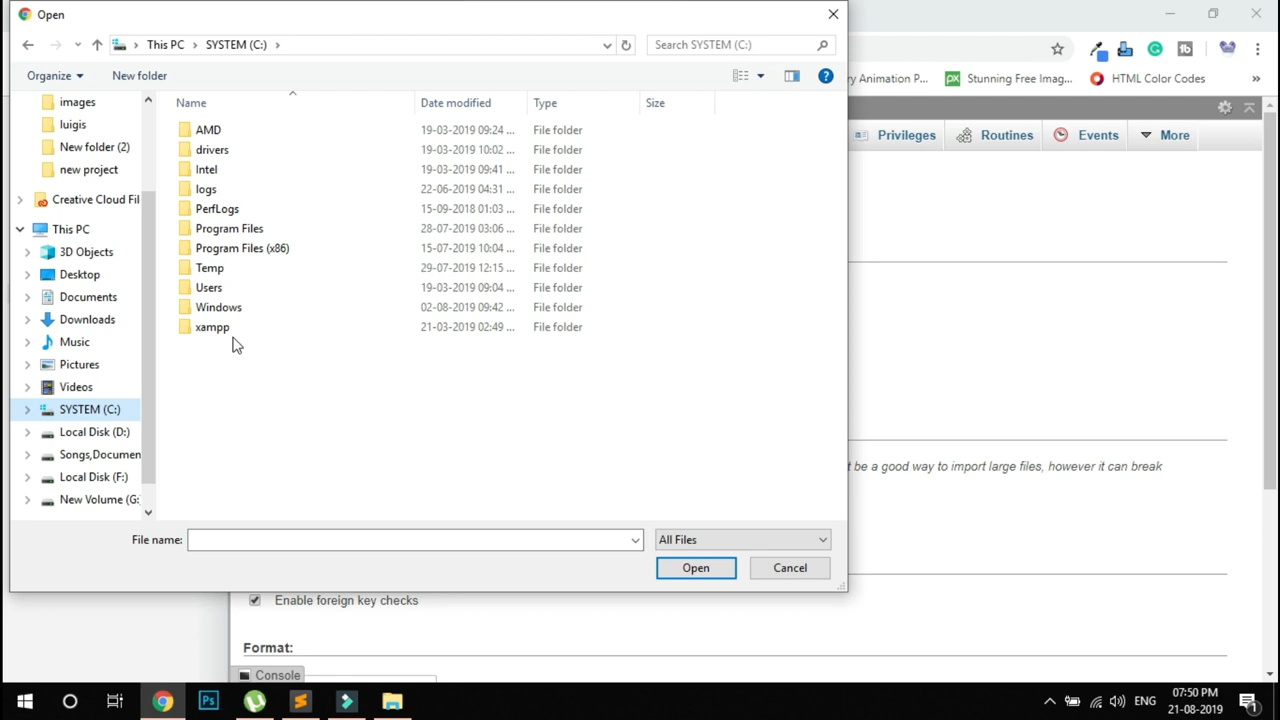 Open
This PC
SYSTEM (C:)
Search SYSTEM (C:)
Organize
New folder
ry Animation P...
Stunning Free Imag...
HTML Color Codes
»
images
luigis
New folder (2)
new project
Creative Cloud Fil
This PC
3D Objects
Desktop
Documents
Downloads
Music
Pictures
Videos
SYSTEM (C:)
Local Disk (D:)
Songs,Documen
Local Disk (F:)
New Volume (G:
Name Date modified Type Size
AMD 19-03-2019 09:24 ... File folder
drivers 19-03-2019 10:02 ... File folder
Intel 19-03-2019 09:41 ... File folder
logs 22-06-2019 04:31 ... File folder
PerfLogs 15-09-2018 01:03 ... File folder
Program Files 28-07-2019 03:06 ... File folder
Program Files (x86) 15-07-2019 10:04 ... File folder
Temp 29-07-2019 12:15 ... File folder
Users 19-03-2019 09:04 ... File folder
Windows 02-08-2019 09:42 ... File folder
xampp 21-03-2019 02:49 ... File folder
Privileges
Routines
Events
More
t be a good way to import large files, however it can break
File name:
All Files
Open
Cancel
Enable foreign key checks
Format:
Console
Ps
ENG
07:50 PM
21-08-2019
1